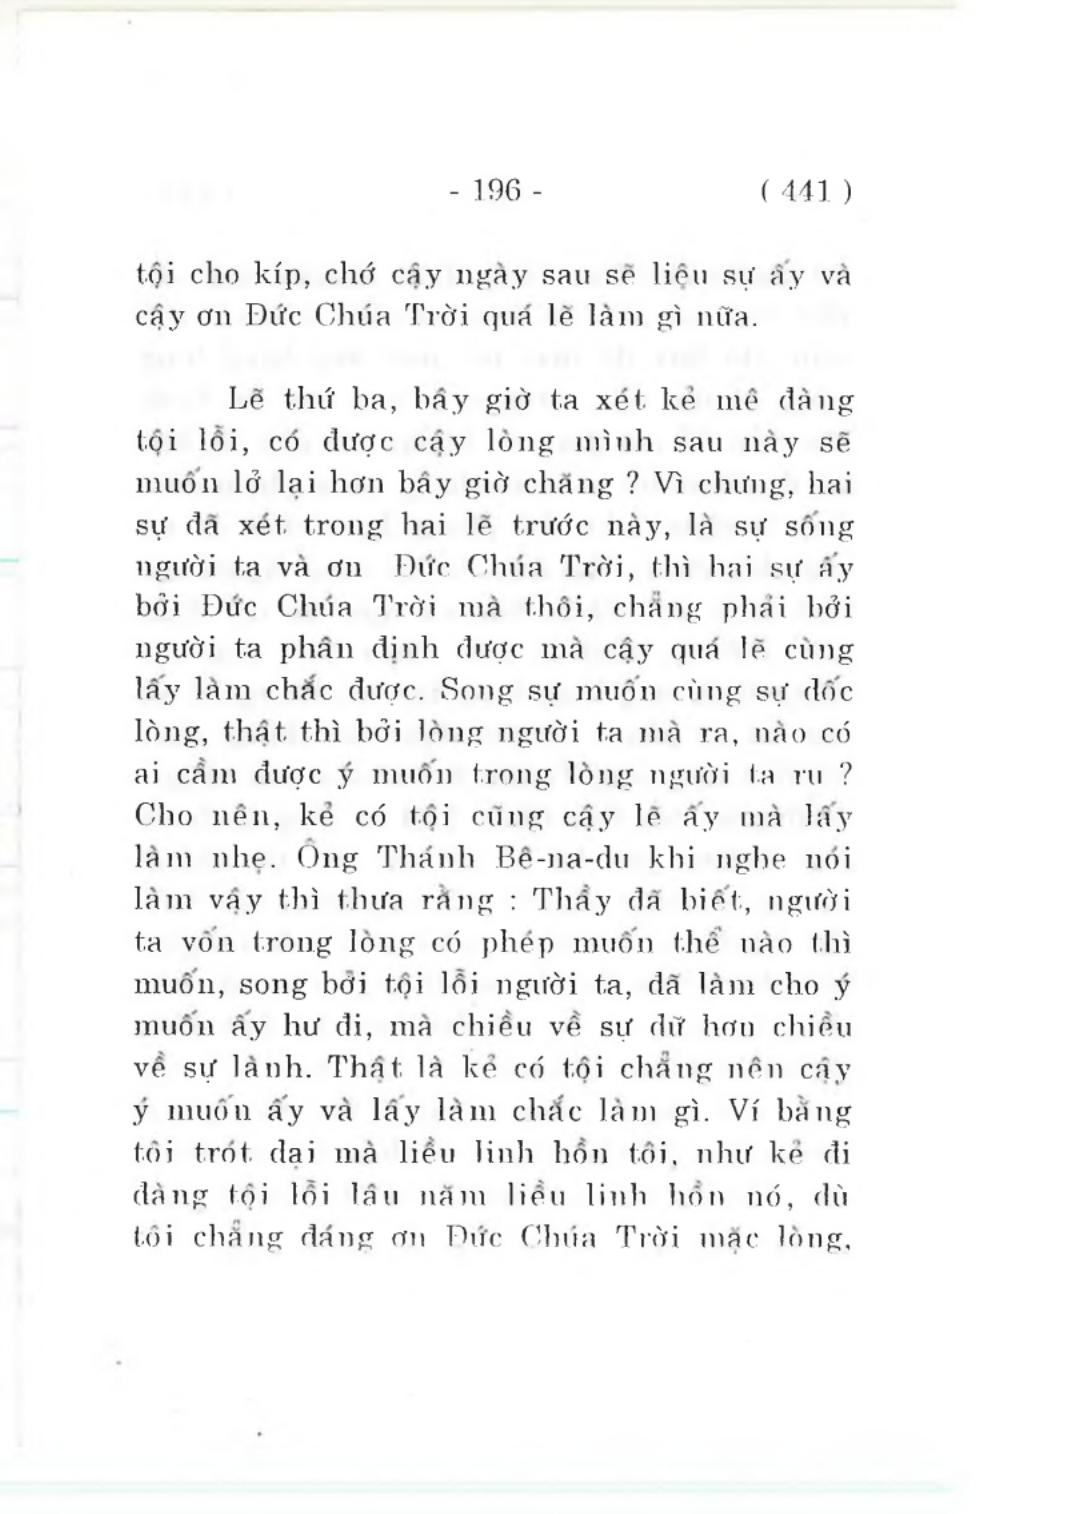 - 196 - ( 441 )
tội cho kíp, chớ cậy ngày sau sẽ liệu sự ấy và
cậy ơn Đức Chúa Trời quá lẽ làm gì nữa.
Lẽ thứ ba, bây giờ ta xét kẻ mê đàng
tội lỗi, có được cậy lòng mình sau này sẽ
muốn lở lại hơn bây giờ chăng ? Vì chưng, hai
sự đã xét trong hai lẽ trước này, là sự sống
người ta và ơn Đức Chúa Trời, thì hai sự ấy
bởi Đức Chúa Trời mà thôi, chẳng phải bởi
người ta phân định được mà cậy quá lẽ cùng
lấy làm chắc được. Song sự muốn cùng sự dốc
lòng, thật thì bởi lòng người ta mà ra, nào có
ai cầm được ý muốn trong lòng người ta ru ?
Cho nên, kẻ có tội cũng cậy lẽ ấy mà lấy
làm nhẹ. Ông Thánh Bê-na-du khi nghe nói
làm vậy thì thưa rằng : Thầy đã biết, người
ta vốn trong lòng có phép muốn thể nào thì
muốn, song bởi tội lỗi người ta, đã làm cho ý
muốn ấy hư đi, mà chiều về sự dữ hơn chiều
về sự lành. Thật là kẻ có tội chẳng nên cậy
ý muốn ấy và lấy làm chắc làm gì. Ví bằng
tôi trót dại mà liều linh hồn tôi, như kẻ đi
đàng tội lỗi lâu năm liều linh hồn nó, dù
tôi chẳng đáng ơn Đức Chúa Trời mặc lòng,